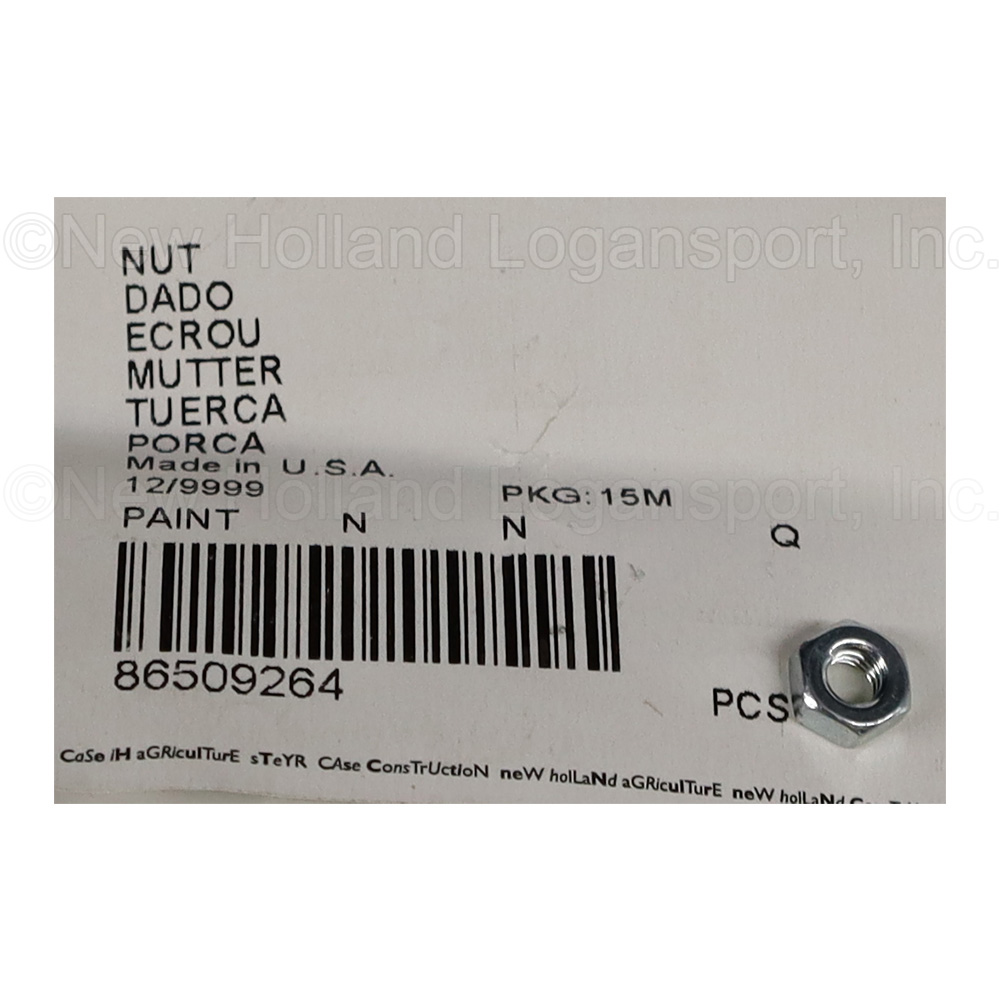 ©New Holland Logansport, Inc.
NUT
DADO
ECROU
MUTTER
TUERCA
PORCA
Made in U.S.A.
©New Holland Logansport, Inc.
12/9999 PKG: 15M
PAINT N N Q
86509264
PCS
CaSe iH aGRiculTurE sTeYR CAse ConsTrUctioN neW holLaNd aGRiculTurE neW holLaNd